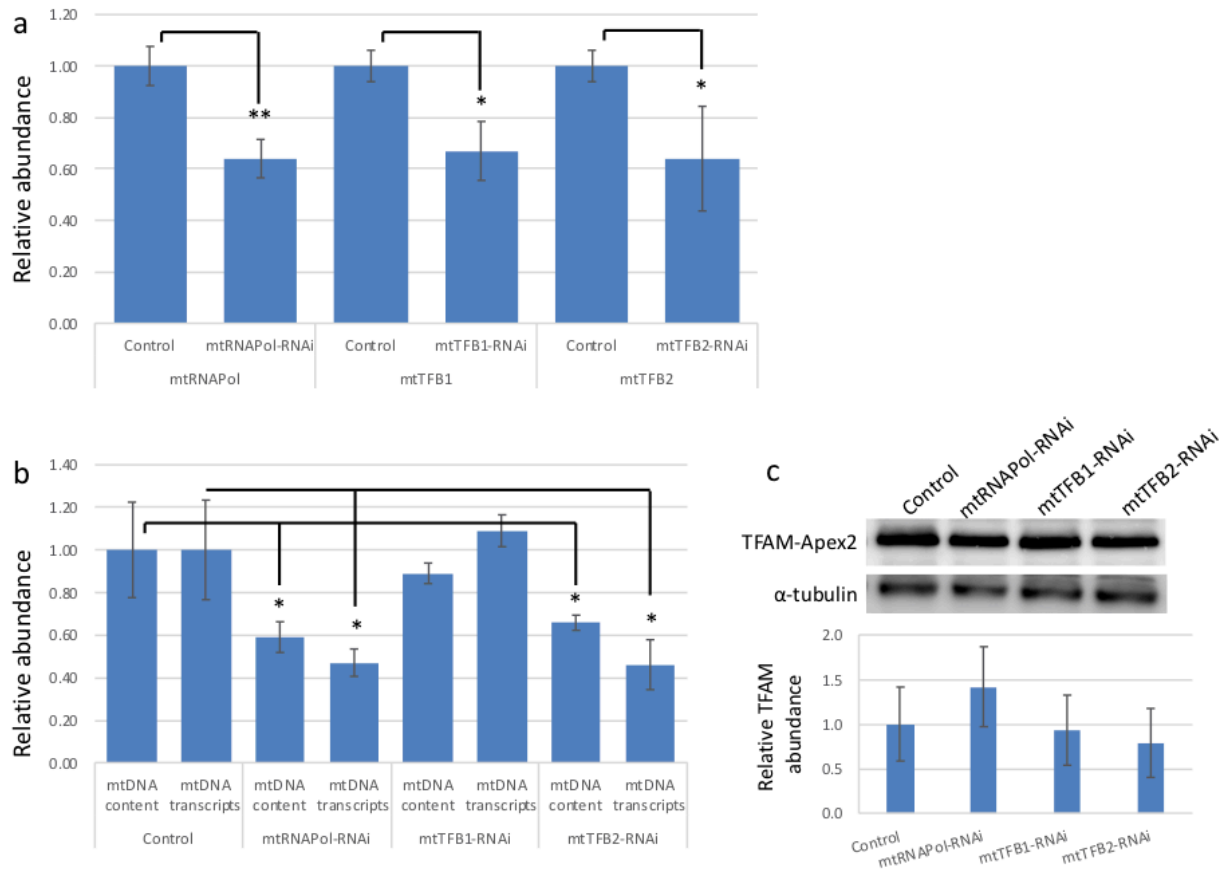 a
Relative abundance
1.20
1.00
0.80
0.60
0.40
0.20
0.00
**
*
*
Control mtRNAPol-RNAi Control mtTFB1-RNAi Control mtTFB2-RNAi
mtRNAPol mtTFB1 mtTFB2
b
Relative abundance
1.40
1.20
1.00
0.80
0.60
0.40
0.20
0.00
*
*
*
*
mtDNA mtDNA mtDNA mtDNA mtDNA mtDNA mtDNA mtDNA
content transcripts content transcripts content transcripts content transcripts
Control mtRNAPol-RNAi mtTFB1-RNAi mtTFB2-RNAi
c
Control mtRNAPol-RNAi mtTFB1-RNAi mtTFB2-RNAi
TFAM-Apex2
α-tubulin
Relative TFAM
abundance
2.0
1.5
1.0
0.5
0.0
Control mtRNAPol-RNAi mtTFB1-RNAi mtTFB2-RNAi